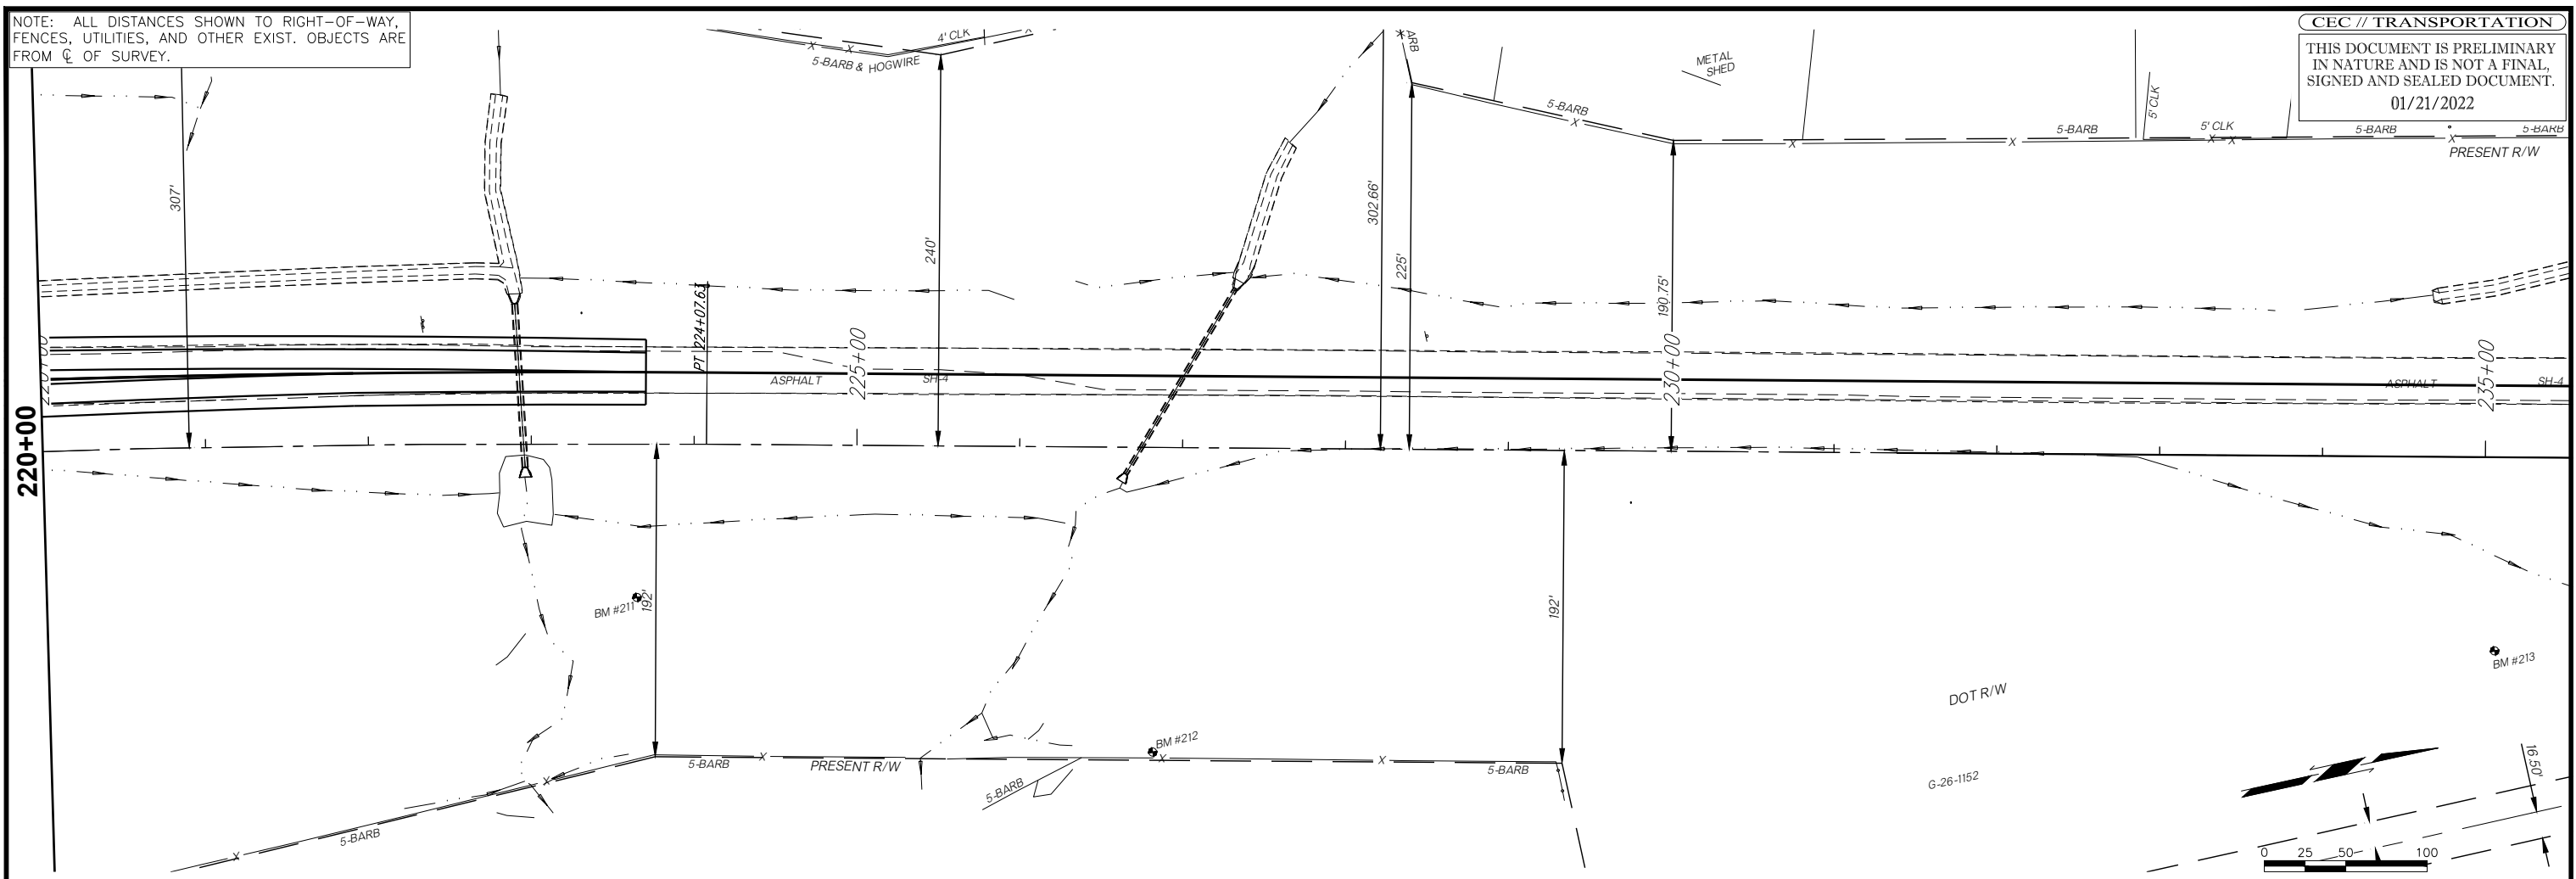 NOTE: ALL DISTANCES SHOWN TO RIGHT-OF-WAY,
FENCES, UTILITIES, AND OTHER EXIST. OBJECTS ARE
FROM ℄ OF SURVEY.
CEC // TRANSPORTATION
THIS DOCUMENT IS PRELIMINARY
IN NATURE AND IS NOT A FINAL,
SIGNED AND SEALED DOCUMENT.
01/21/2022
4' CLK
5-BARB & HOGWIRE
ARB
METAL
SHED
5-BARB
5-BARB
5' CLK
5' CLK
5-BARB
5-BARB
PRESENT R/W
307'
240'
302.66'
225'
190.75'
PT 224+07.63
220+00
225+00
230+00
235+00
ASPHALT
SH-4
ASPHALT
SH-4
220+00
BM #211
192'
192'
BM #213
DOT R/W
BM #212
5-BARB
PRESENT R/W
5-BARB
5-BARB
5-BARB
G-26-1152
16.50'
0 25 50 100